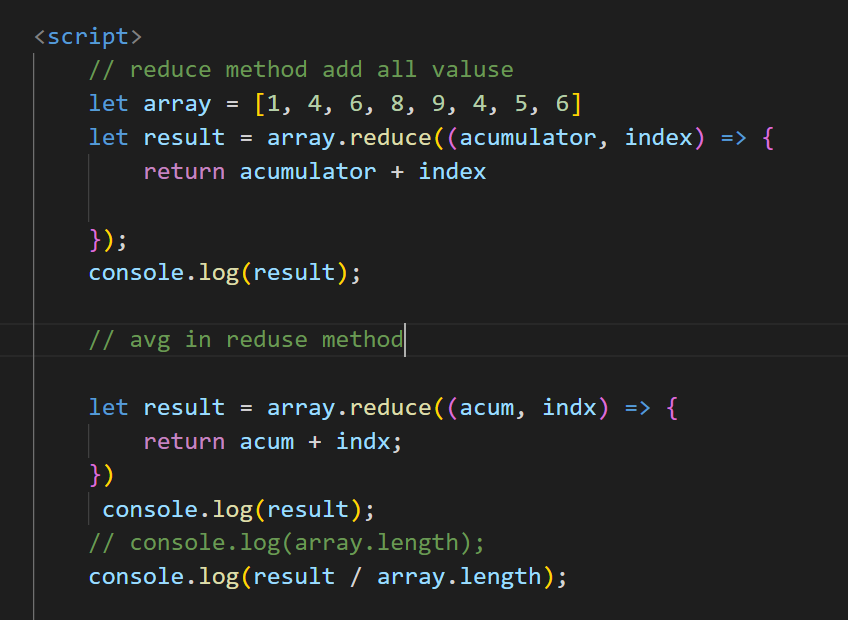 <script>
// reduce method add all valuse
let array = [1, 4, 6, 8, 9, 4, 5, 6]
let result = array.reduce((acumulator, index) => {
return acumulator + index
});
console.log(result);
// avg in reduse method
let result = array.reduce((acum, indx) => {
return acum + indx;
})
console.log(result);
// console.log(array.length);
console.log(result / array.length);